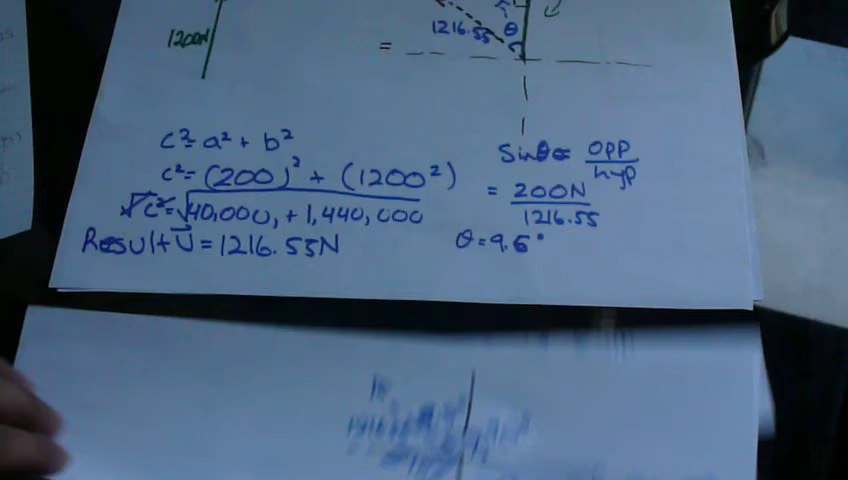 1200N
=
1216.55
θ
c² = a² + b²
c² = (200)² + (1200²)
√c² = √40,000, + 1,440,000
Result U⃗ = 1216.55N
Sinθ = opp/hyp
= 200N/1216.55
θ = 9.6°